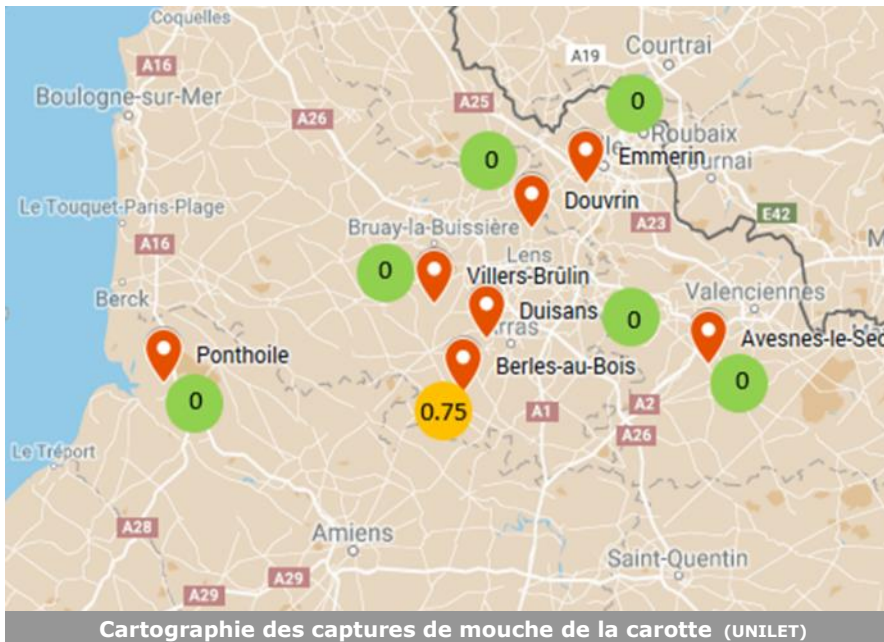 Coquelles
A16
A19
Courtrai
Boulogne-sur-Mer
A25
A26
0
Roubaix
Emmerin
Tournai
0
Douvrin
Le Touquet-Paris-Plage
A23
E42
Bruay-la-Buissière
A16
Lens
0
Villers-Brûlin
Berck
Valenciennes
Duisans
0
Avesnes-le-Sec
Ponthoile
Berles-au-Bois
0
0
0.75
A1
A2
A26
Le Tréport
A28
Amiens
Saint-Quentin
A29
A29
Cartographie des captures de mouche de la carotte (UNILET)